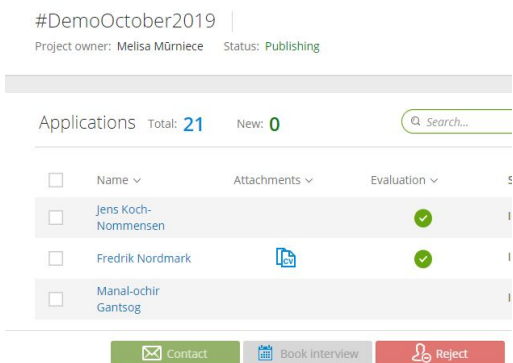 #DemoOctober2019
Project owner: Melisa Mūrniece Status: Publishing
Applications Total: 21 New: 0 Search...
Name Attachments Evaluation S
Jens Koch-
Nommensen I
Fredrik Nordmark CV I
Manal-ochir
Gantsog I
Contact Book interview Reject